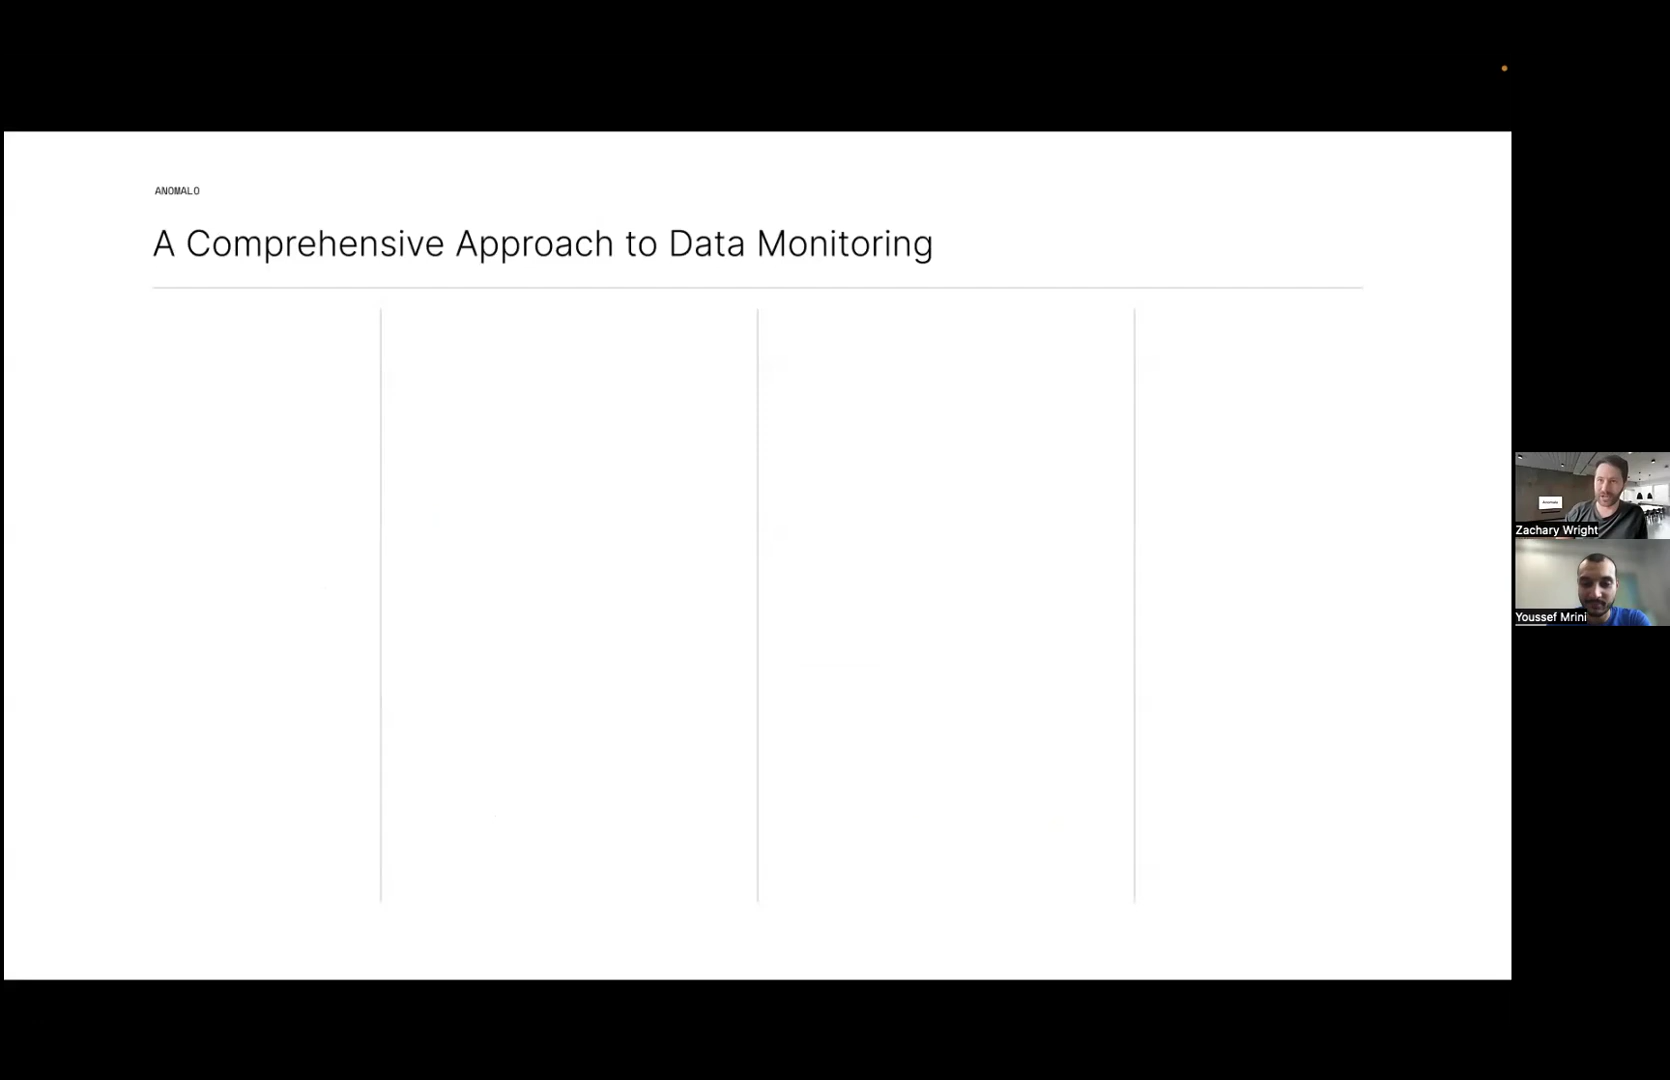 ANOMALO
A Comprehensive Approach to Data Monitoring
Zachary Wright
Youssef Mrini